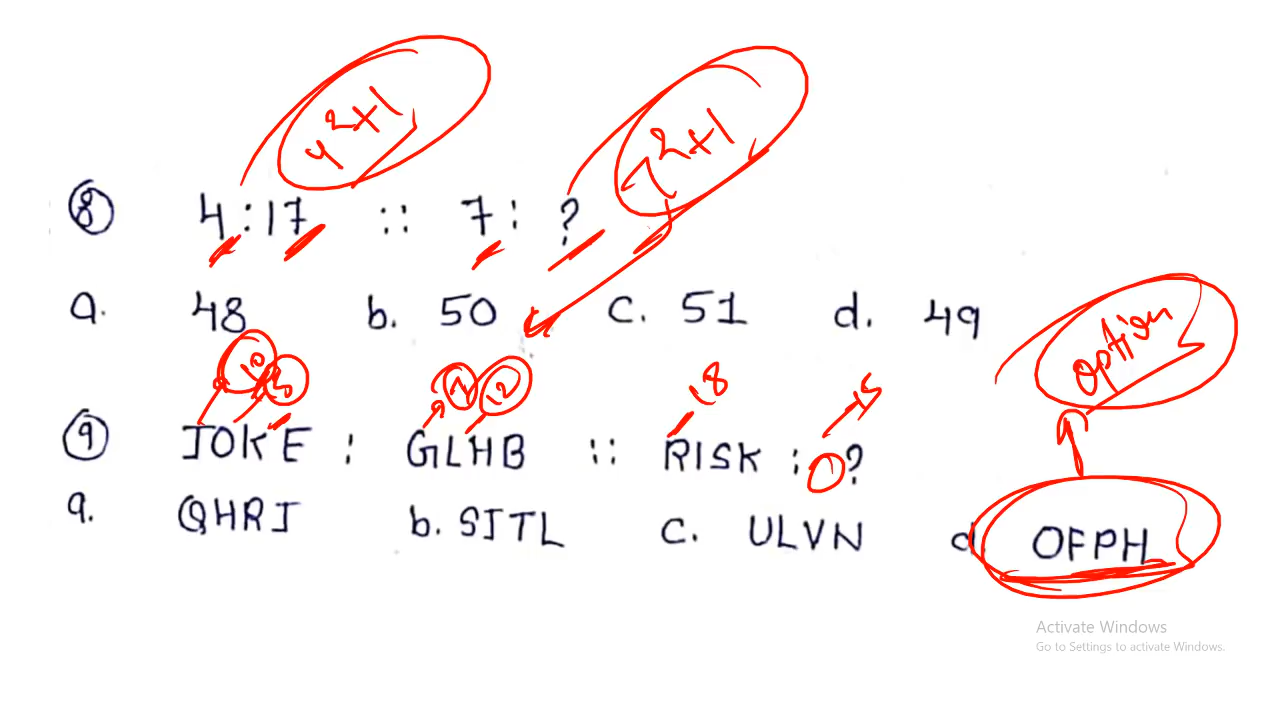 4²+1 7²+1
8 4 : 17 :: 7 : ?
a. 48 b. 50 c. 51 d. 49
option
10 7 12 18 15
9 JOKE : GLHB :: RISK : ?
a. QHRJ b. SJTL c. ULVN d OFPH
Activate Windows
Go to Settings to activate Windows.